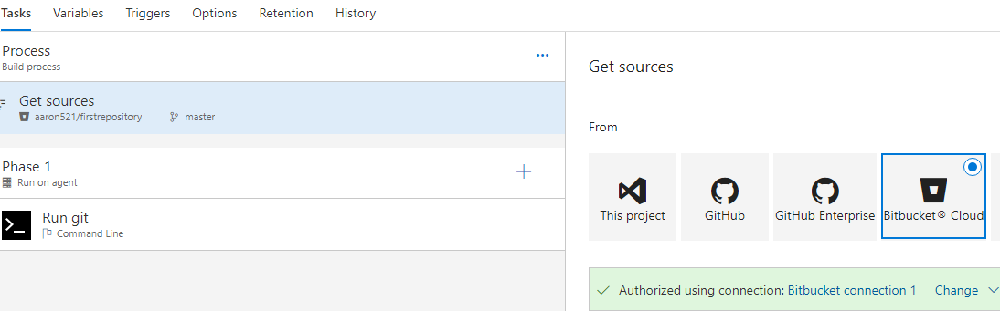 Tasks Variables Triggers Options Retention History
Process
Build process
Get sources
aaron521/firstrepository master
Phase 1
Run on agent
Run git
Command Line
Get sources
From
This project GitHub GitHub Enterprise Bitbucket® Cloud
Authorized using connection: Bitbucket connection 1 Change